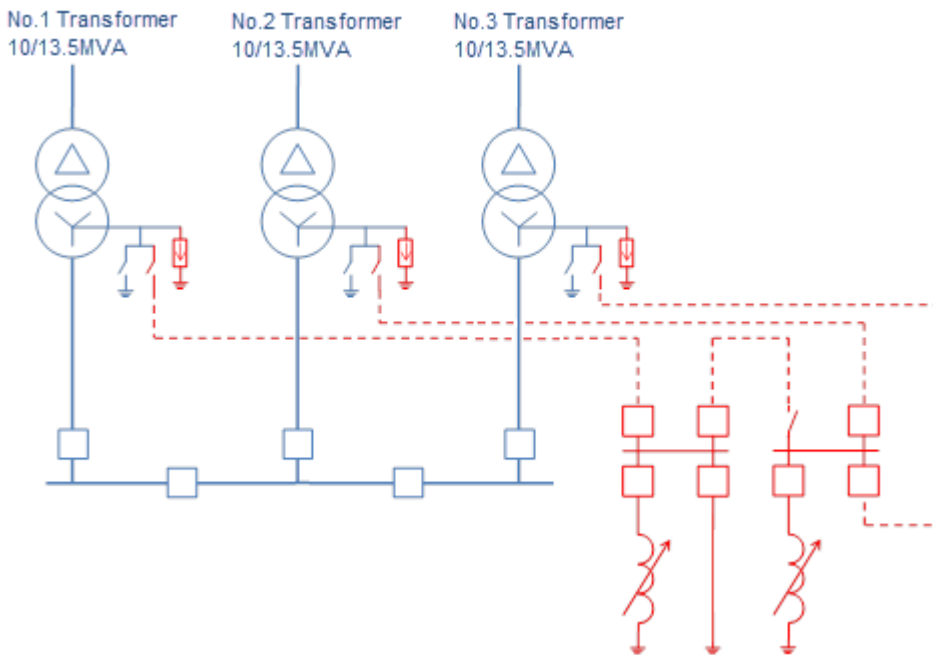 No.1 Transformer
10/13.5MVA
No.2 Transformer
10/13.5MVA
No.3 Transformer
10/13.5MVA